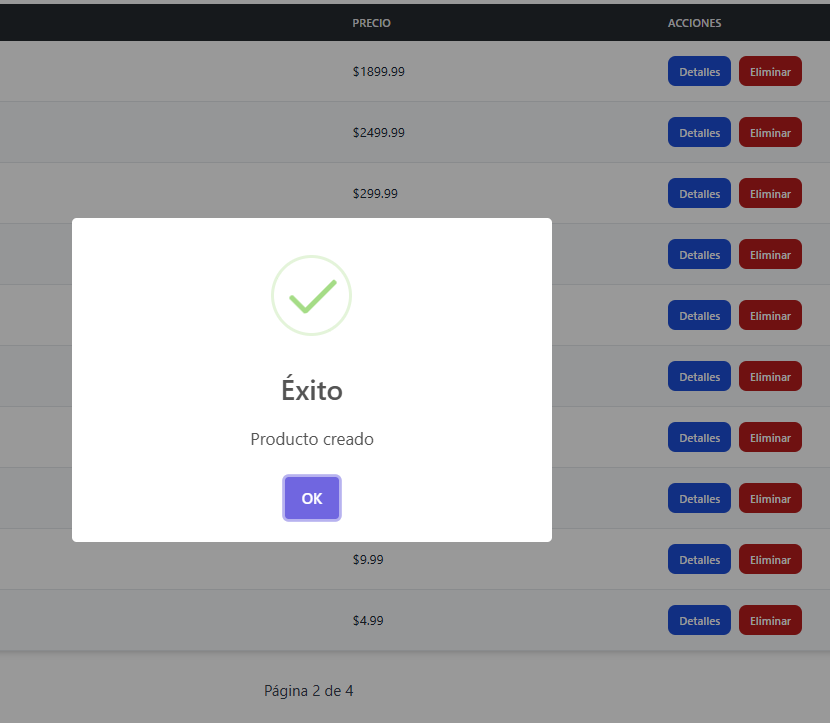 PRECIO ACCIONES
$1899.99 Detalles Eliminar
$2499.99 Detalles Eliminar
$299.99 Detalles Eliminar
Detalles Eliminar
Detalles Eliminar
Detalles Eliminar
Detalles Eliminar
Detalles Eliminar
Éxito
Producto creado
OK
$9.99 Detalles Eliminar
$4.99 Detalles Eliminar
Página 2 de 4